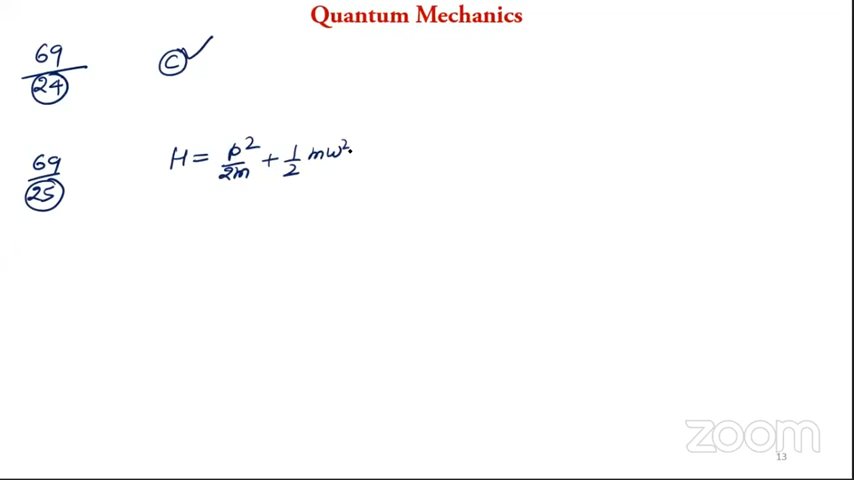 Quantum Mechanics
69/24 C ✓
69/25 H = p²/2m + 1/2 mω²
zoom
13